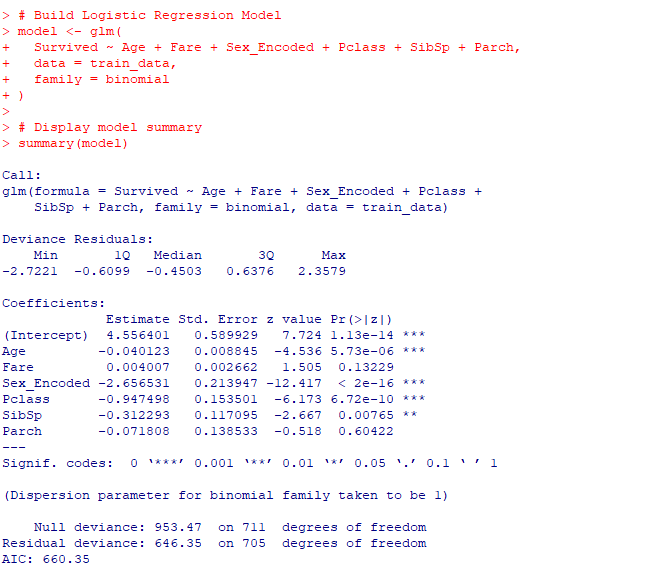 > # Build Logistic Regression Model
> model <- glm(
+   Survived ~ Age + Fare + Sex_Encoded + Pclass + SibSp + Parch,
+   data = train_data,
+   family = binomial
+ )
>
> # Display model summary
> summary(model)

Call:
glm(formula = Survived ~ Age + Fare + Sex_Encoded + Pclass +
    SibSp + Parch, family = binomial, data = train_data)

Deviance Residuals:
    Min       1Q   Median       3Q      Max
-2.7221  -0.6099  -0.4503   0.6376   2.3579

Coefficients:
             Estimate Std. Error z value Pr(>|z|)
(Intercept)  4.556401   0.589929   7.724 1.13e-14 ***
Age         -0.040123   0.008845  -4.536 5.73e-06 ***
Fare         0.004007   0.002662   1.505  0.13229
Sex_Encoded -2.656531   0.213947 -12.417  < 2e-16 ***
Pclass      -0.947498   0.153501  -6.173 6.72e-10 ***
SibSp       -0.312293   0.117095  -2.667  0.00765 **
Parch       -0.071808   0.138533  -0.518  0.60422
---
Signif. codes:  0 ‘***’ 0.001 ‘**’ 0.01 ‘*’ 0.05 ‘.’ 0.1 ‘ ’ 1

(Dispersion parameter for binomial family taken to be 1)

    Null deviance: 953.47  on 711  degrees of freedom
Residual deviance: 646.35  on 705  degrees of freedom
AIC: 660.35